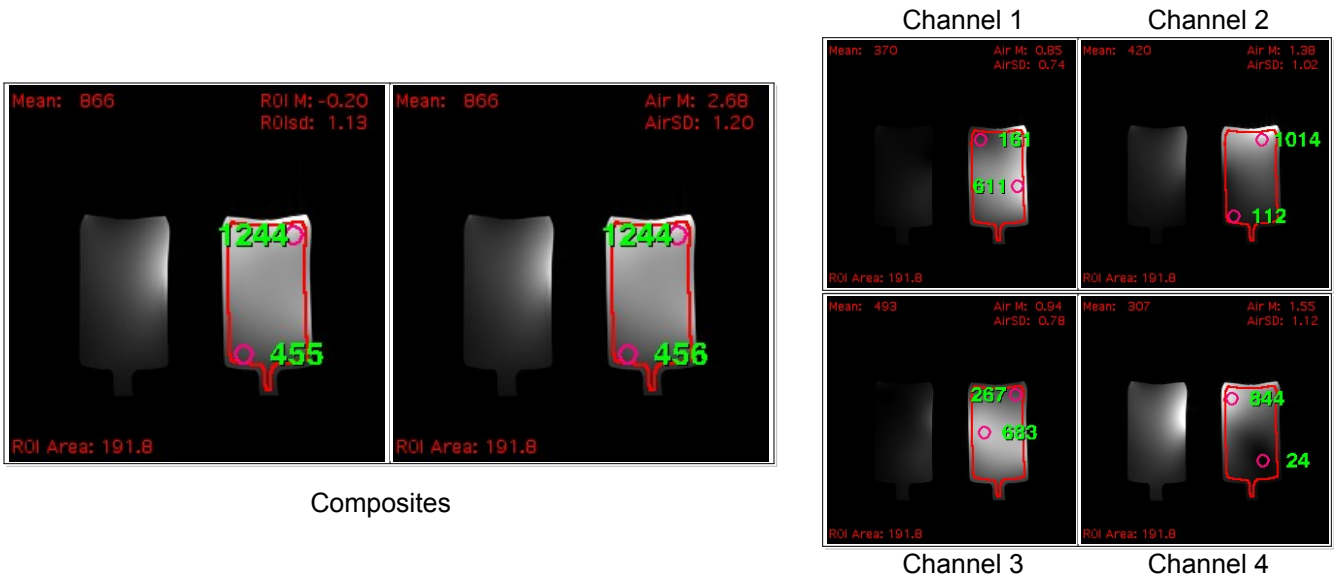 Mean: 866
ROI M: -0.20
ROIsd: 1.13
1244
455
ROI Area: 191.8
Mean: 866
Air M: 2.68
AirSD: 1.20
1244
456
Composites
Channel 1
Mean: 370
Air M: 0.85
AirSD: 0.74
161
611
ROI Area: 191.8
Channel 2
Mean: 420
Air M: 1.38
AirSD: 1.02
1014
112
ROI Area: 191.8
Mean: 493
Air M: 0.94
AirSD: 0.78
267
683
ROI Area: 191.8
Channel 3
Mean: 307
Air M: 1.55
AirSD: 1.12
844
24
ROI Area: 191.8
Channel 4